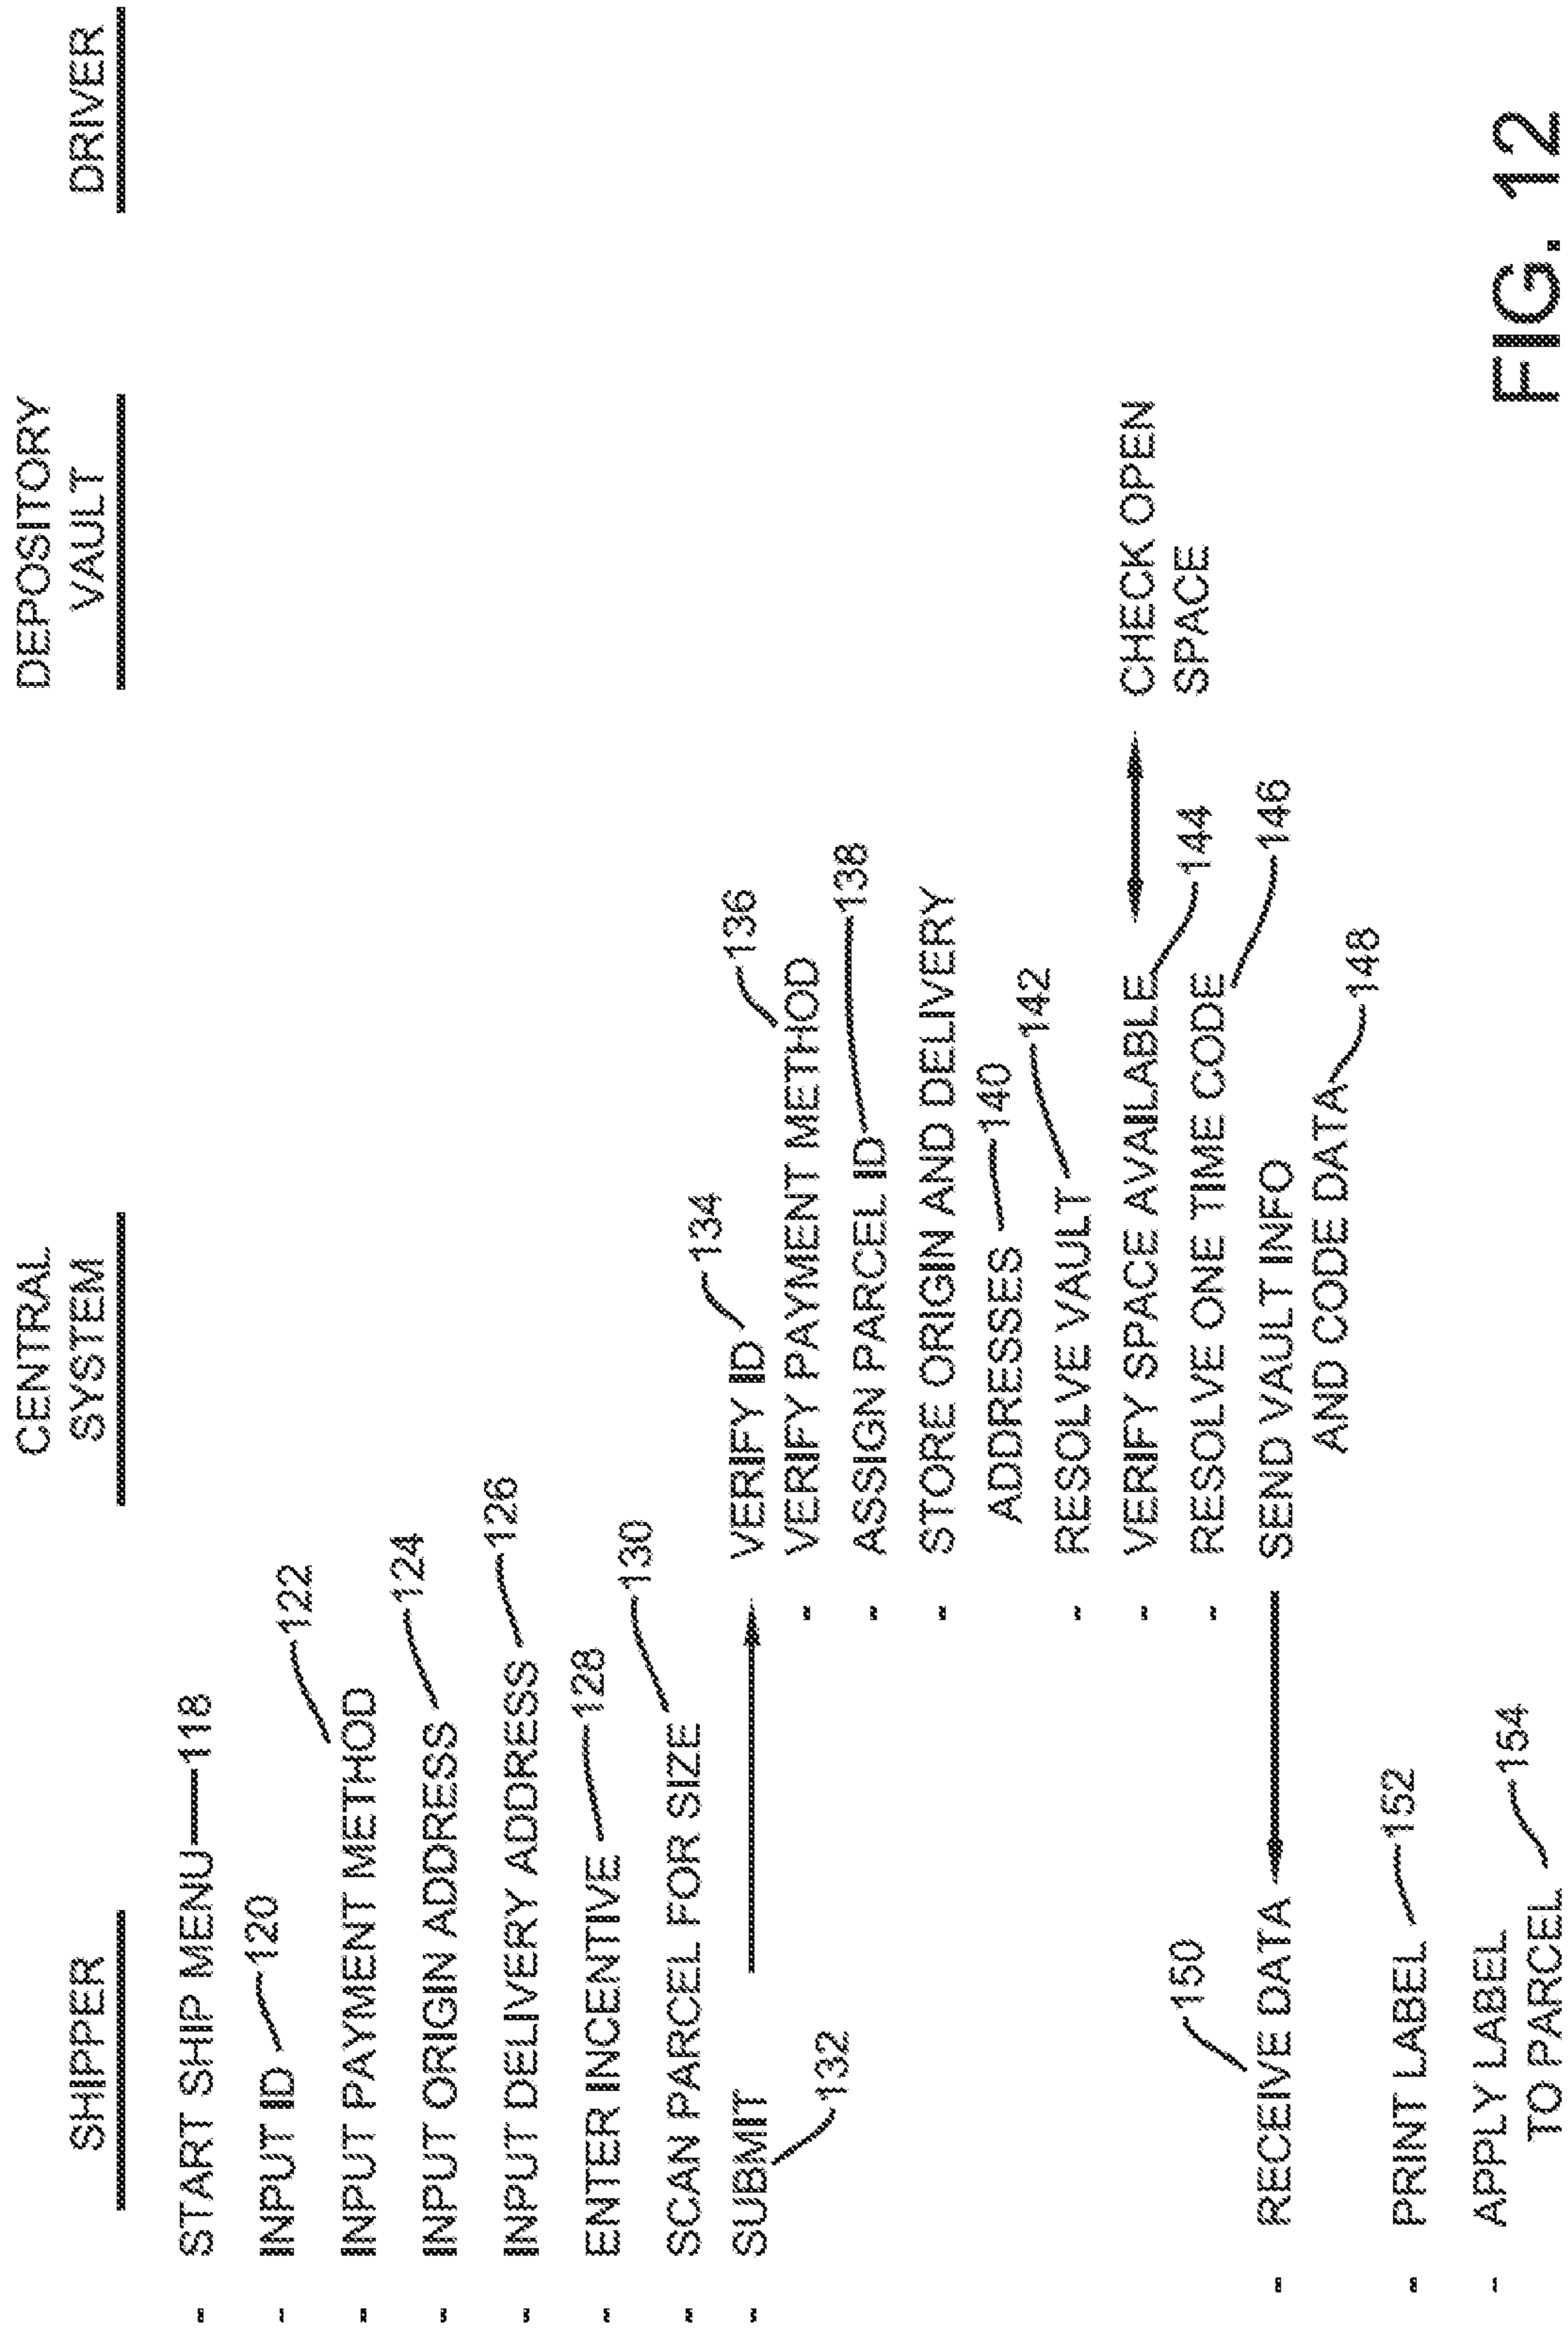 SHIPPER
CENTRAL
SYSTEM
DEPOSITORY
VAULT
DRIVER
- START SHIP MENU 118
- INPUT ID 120
- INPUT PAYMENT METHOD 122
- INPUT ORIGIN ADDRESS 124
- INPUT DELIVERY ADDRESS 126
- ENTER INCENTIVE 128
- SCAN PARCEL FOR SIZE 130
- SUBMIT 132
VERIFY ID 134
- VERIFY PAYMENT METHOD 136
- ASSIGN PARCEL ID 138
- STORE ORIGIN AND DELIVERY
ADDRESSES 140
- RESOLVE VAULT 142
- VERIFY SPACE AVAILABLE 144
CHECK OPEN
SPACE
- RESOLVE ONE TIME CODE 146
SEND VAULT INFO
AND CODE DATA 148
- RECEIVE DATA 150
- PRINT LABEL 152
- APPLY LABEL
TO PARCEL 154
FIG. 12